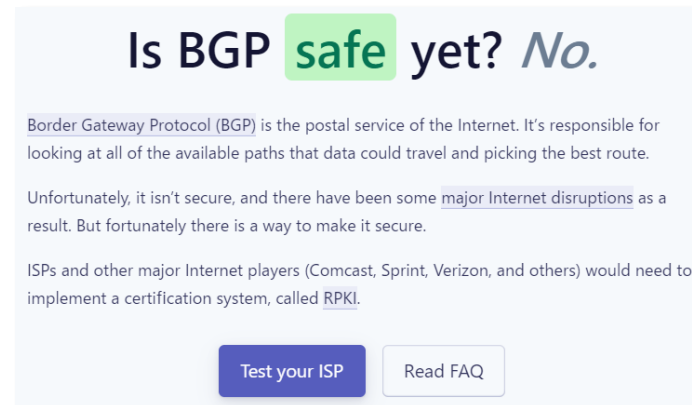 Is BGP safe yet? No.
Border Gateway Protocol (BGP) is the postal service of the Internet. It’s responsible for
looking at all of the available paths that data could travel and picking the best route.
Unfortunately, it isn’t secure, and there have been some major Internet disruptions as a
result. But fortunately there is a way to make it secure.
ISPs and other major Internet players (Comcast, Sprint, Verizon, and others) would need to
implement a certification system, called RPKI.
Test your ISP Read FAQ